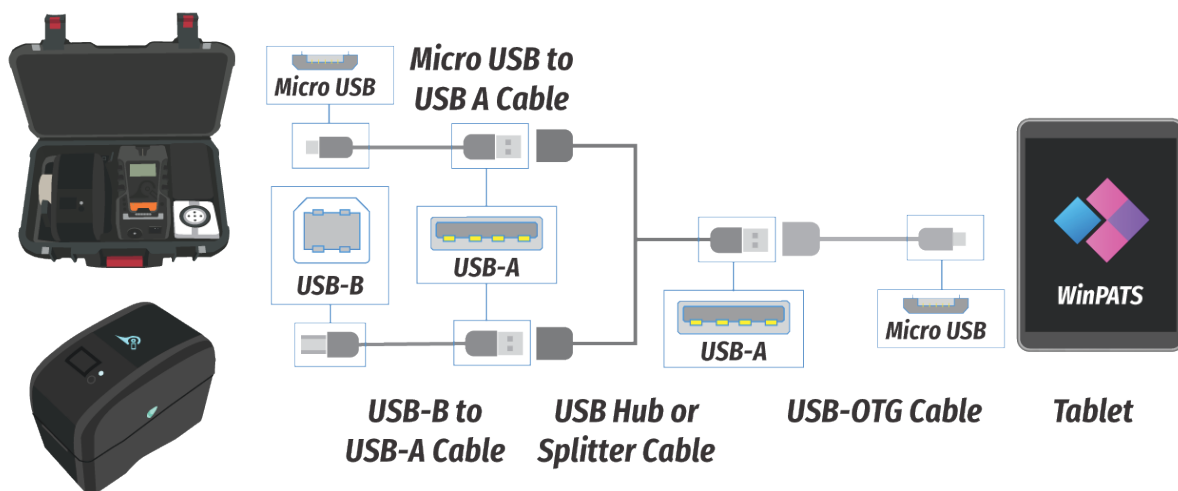 Micro USB
Micro USB to
USB A Cable
USB-B
USB-A
WinPATS
USB-A
Micro USB
USB-B to
USB-A Cable
USB Hub or
Splitter Cable
USB-OTG Cable
Tablet